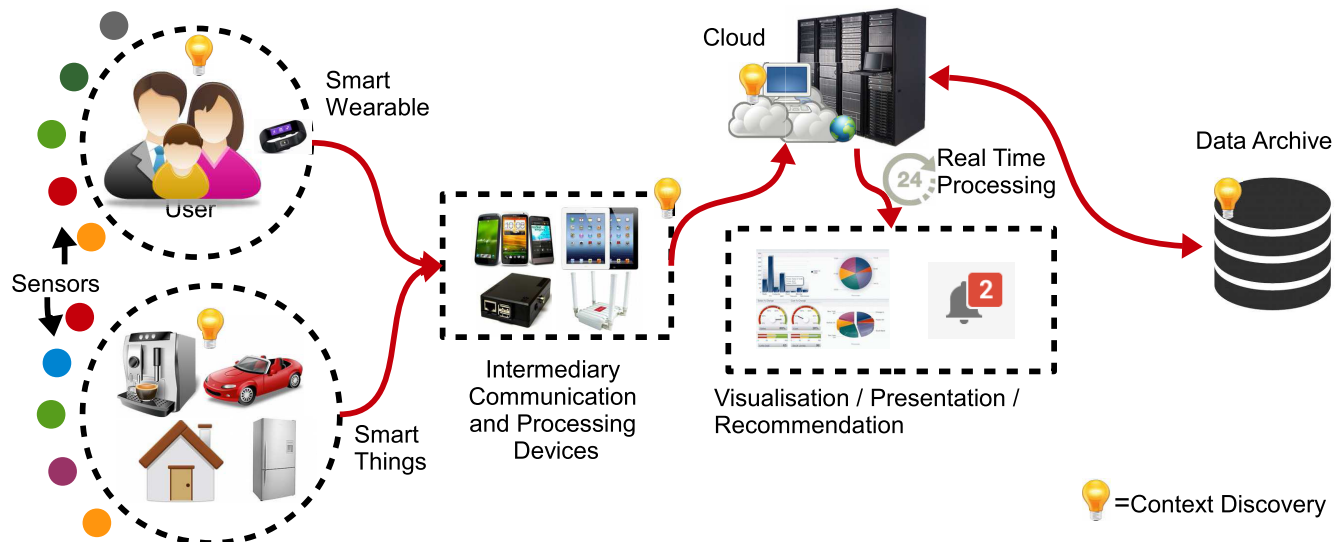 Cloud
Smart
Wearable
User
Sensors
Smart
Things
Intermediary
Communication
and Processing
Devices
24
Real Time
Processing
2
Visualisation / Presentation /
Recommendation
Data Archive
=Context Discovery